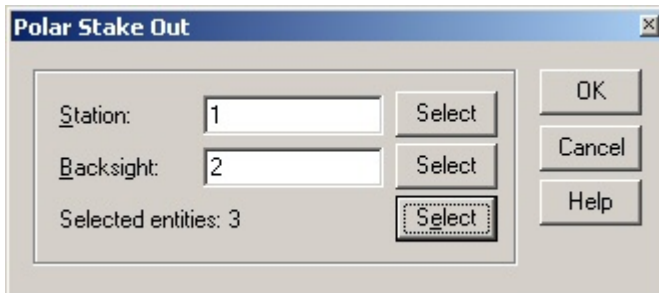 Polar Stake Out
Station: 1 Select
Backsight: 2 Select
Selected entities: 3 Select
OK
Cancel
Help